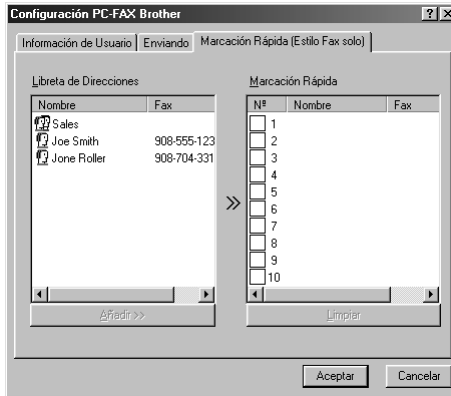 Configuración PC-FAX Brother
Información de Usuario Enviando Marcación Rápida (Estilo Fax solo)
Libreta de Direcciones Marcación Rápida
Nombre Fax Nº Nombre Fax
Sales 1
Joe Smith 908-555-123 2
Jone Roller 908-704-331 3
4
5
6
7
8
9
10
Añadir >> Limpiar
Aceptar Cancelar